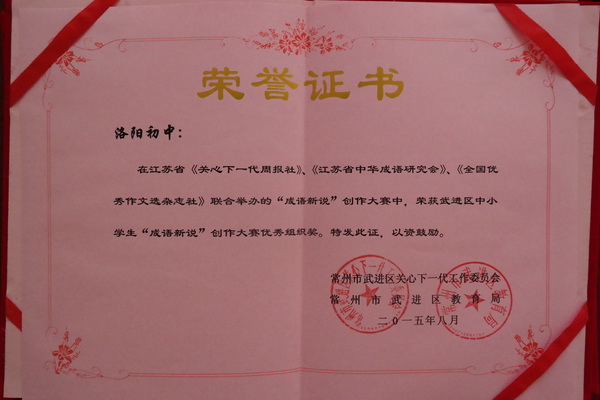 荣誉证书
洛阳初中：
在江苏省《关心下一代周报社》、《江苏省中华成语研究会》、《全国优
秀作文选杂志社》联合举办的“成语新说”创作大赛中，荣获武进区中小
学生“成语新说”创作大赛优秀组织奖。特发此证，以资鼓励。
常州市武进区关心下一代工作委员会
常州市武进区教育局
二0一五年八月